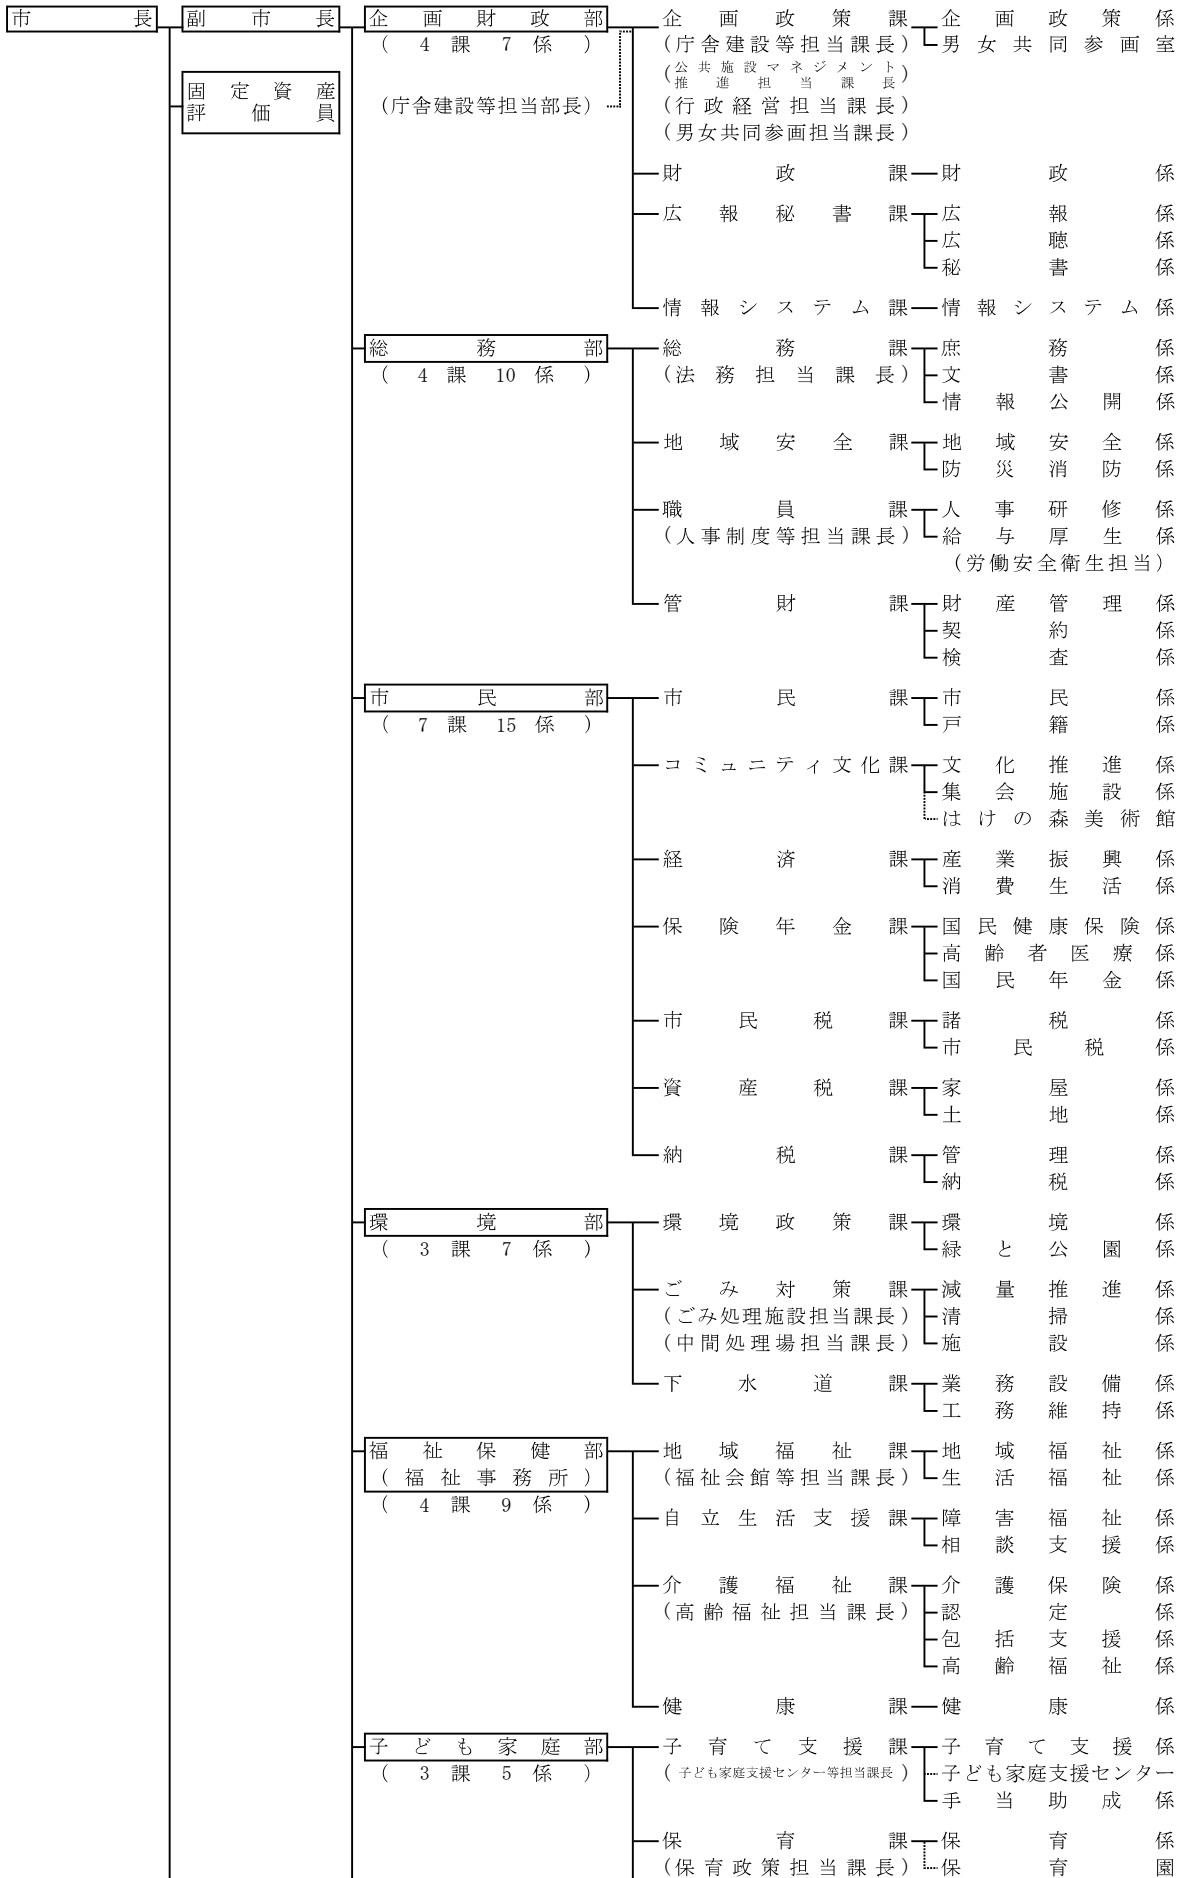 市長 副市長 企画財政部 企画政策課 企画政策係
(4課7係) (庁舎建設等担当課長) 男女共同参画室
(公共施設マネジメント推進担当課長)
固定資産評価員 (庁舎建設等担当部長) (行政経営担当課長)
(男女共同参画担当課長)
財政課 財政係
広報秘書課 広報係
広聴係
秘書係
情報システム課 情報システム係
総務部 総務課 庶務係
(4課10係) (法務担当課長) 文書係
情報公開係
地域安全課 地域安全係
防災消防係
職員課 人事研修係
(人事制度等担当課長) 給与厚生係
(労働安全衛生担当)
管財課 財産管理係
契約係
検査係
市民部 市民課 市民係
(7課15係) 戸籍係
コミュニティ文化課 文化推進係
集会施設係
はけの森美術館
経済課 産業振興係
消費生活係
保険年金課 国民健康保険係
高齢者医療係
国民年金係
市民税課 諸税係
市民税係
資産税課 家屋係
土地係
納税課 管理係
納税係
環境部 環境政策課 環境係
(3課7係) 緑と公園係
ごみ対策課 減量推進係
(ごみ処理施設担当課長) 清掃係
(中間処理場担当課長) 施設係
下水道課 業務設備係
工務維持係
福祉保健部 地域福祉課 地域福祉係
(福祉事務所) (福祉会館等担当課長) 生活福祉係
(4課9係)
自立生活支援課 障害福祉係
相談支援係
介護福祉課 介護保険係
(高齢福祉担当課長) 認定係
包括支援係
高齢福祉係
健康課 健康係
子ども家庭部 子育て支援課 子育て支援係
(3課5係) (子ども家庭支援センター等担当課長) 子ども家庭支援センター
手当助成係
保育課 保育係
(保育政策担当課長) 保育園